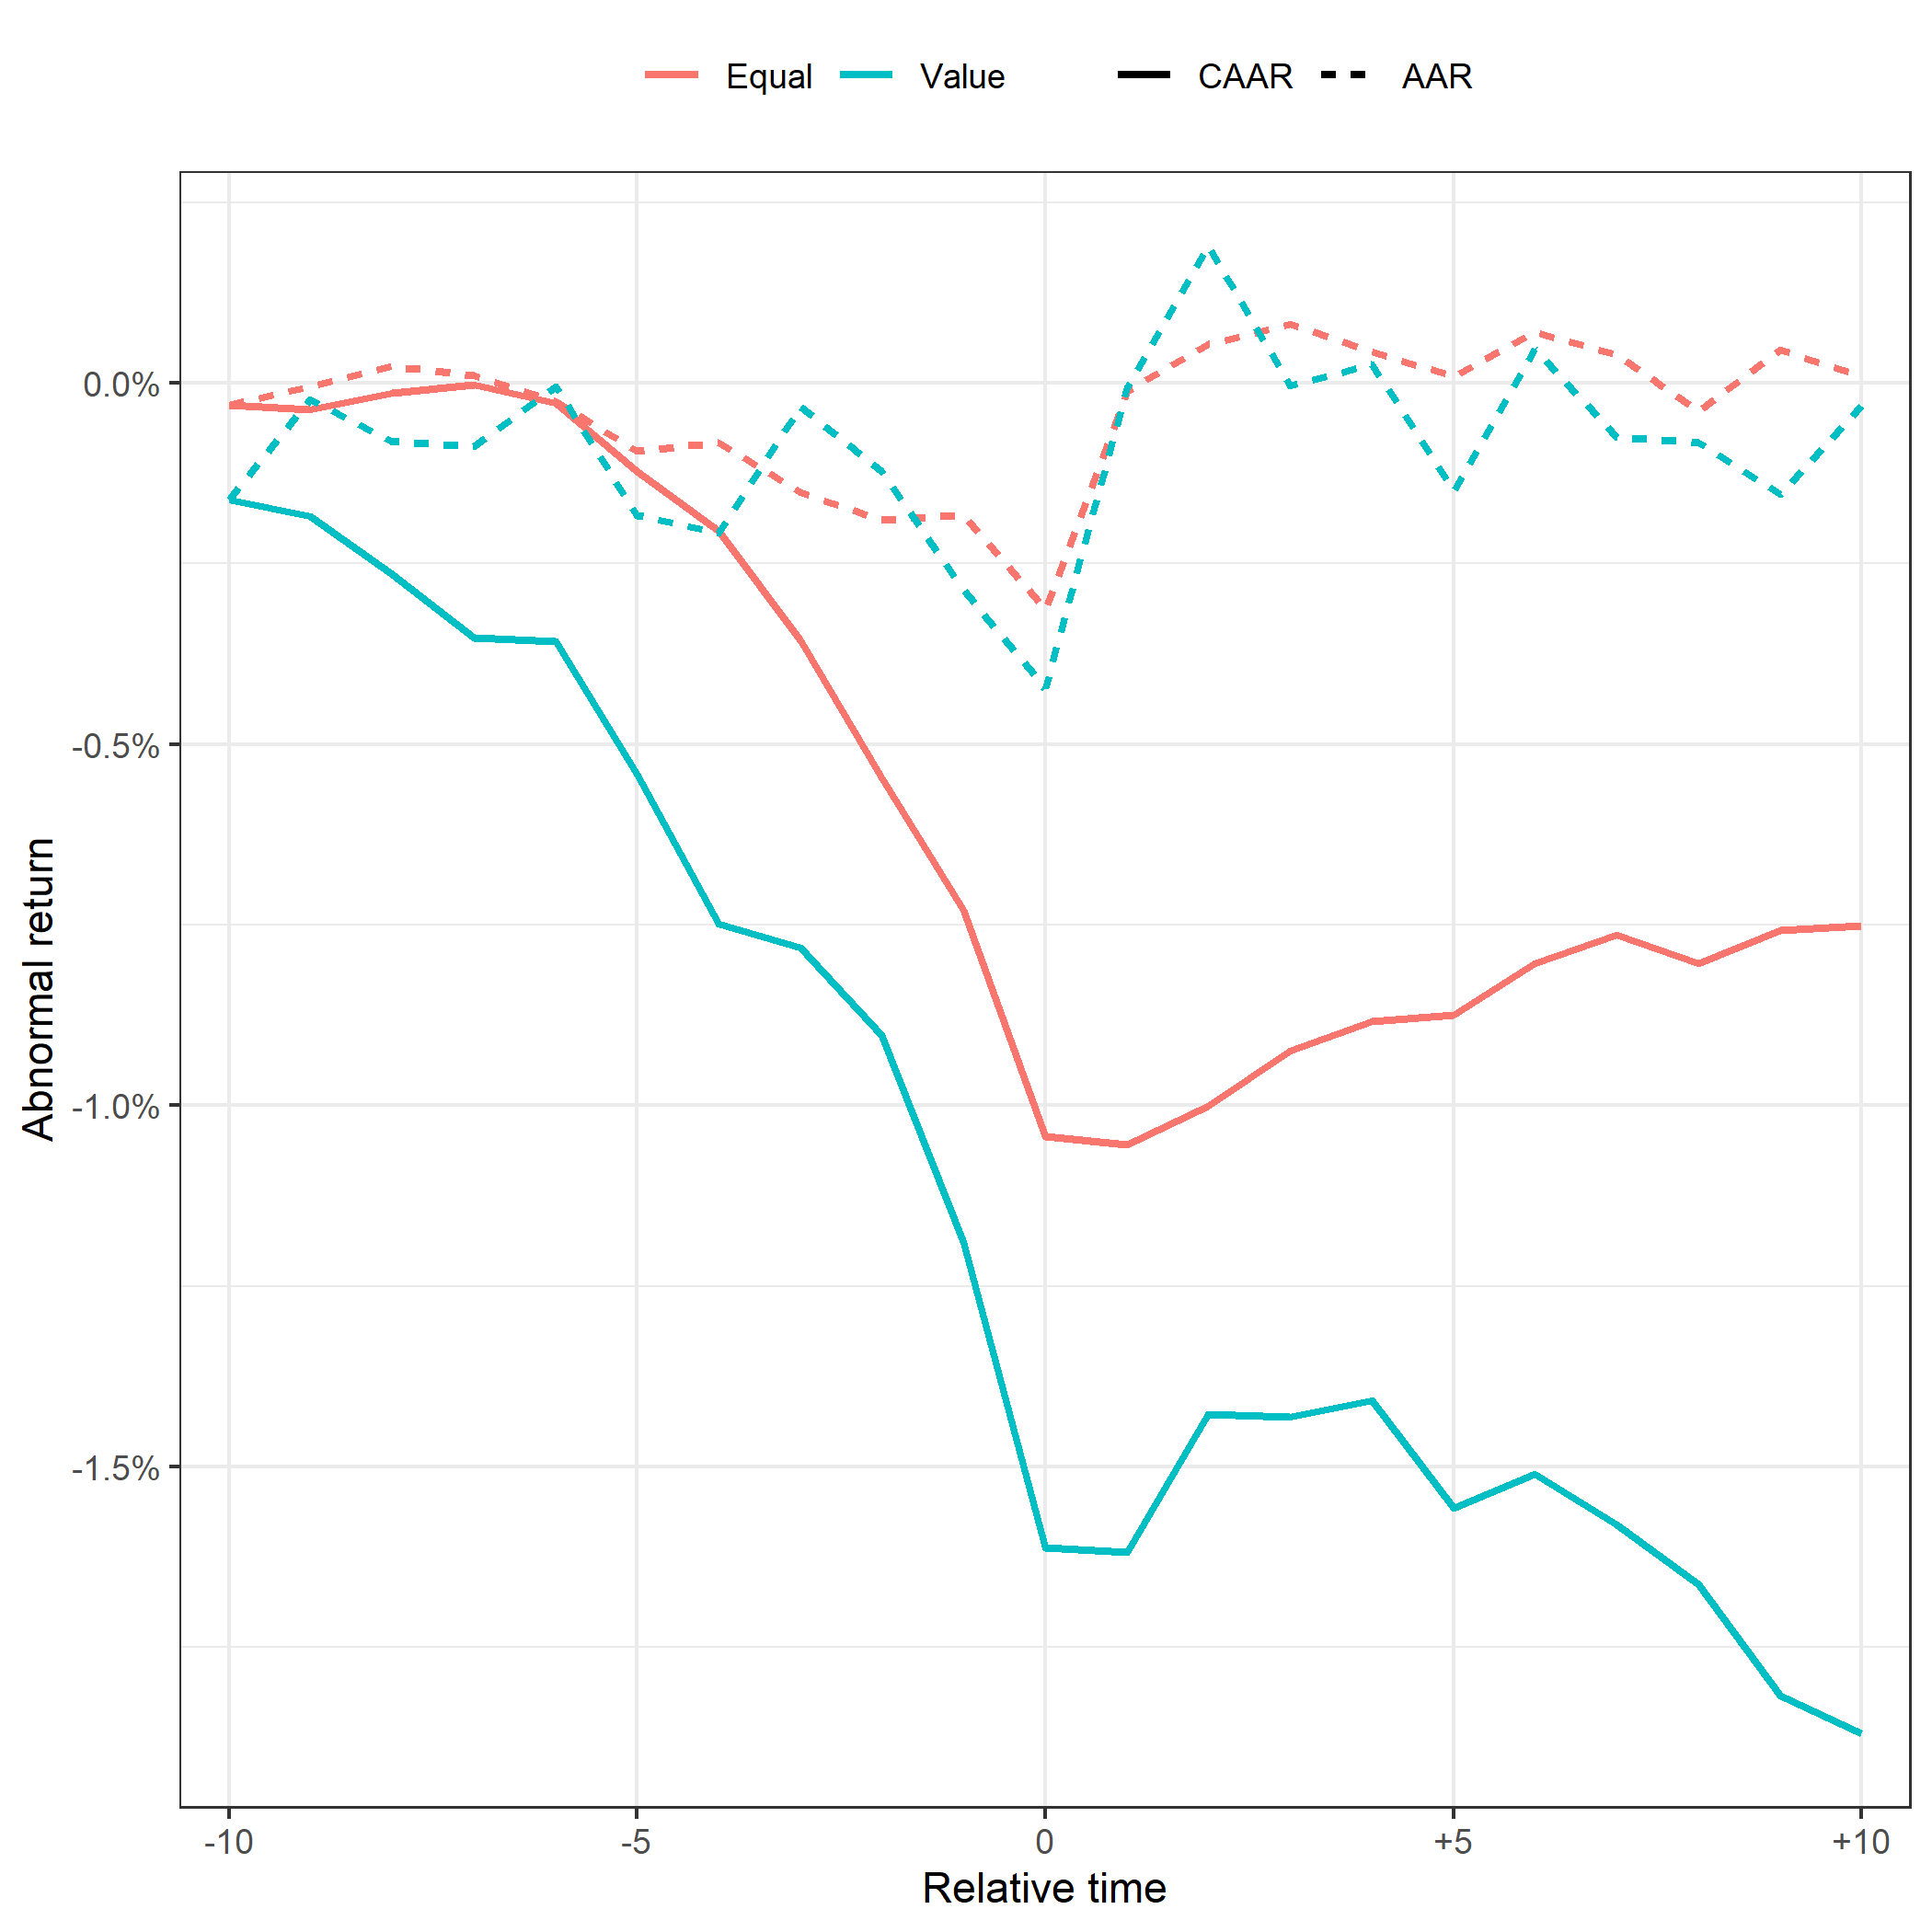 Equal Value CAAR AAR
0.0%
-0.5%
-1.0%
-1.5%
Abnormal return
-10 -5 0 +5 +10
Relative time